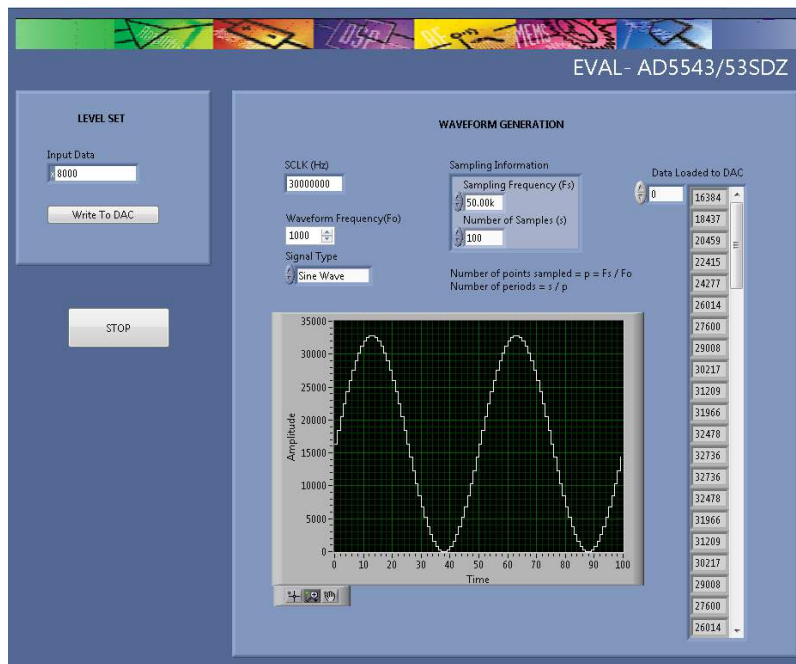 DSP
RF
MEMS
EVAL- AD5543/53SDZ
LEVEL SET
Input Data
x 8000
Write To DAC
STOP
WAVEFORM GENERATION
SCLK (Hz)
30000000
Waveform Frequency(Fo)
1000
Signal Type
Sine Wave
Sampling Information
Sampling Frequency (Fs)
50.00k
Number of Samples (s)
100
Number of points sampled = p = Fs / Fo
Number of periods = s / p
Data Loaded to DAC
0
16384
18437
20459
22415
24277
26014
27600
29008
30217
31209
31966
32478
32736
32736
32478
31966
31209
30217
29008
27600
26014
Amplitude
35000
30000
25000
20000
15000
10000
5000
0
0 10 20 30 40 50 60 70 80 90 100
Time